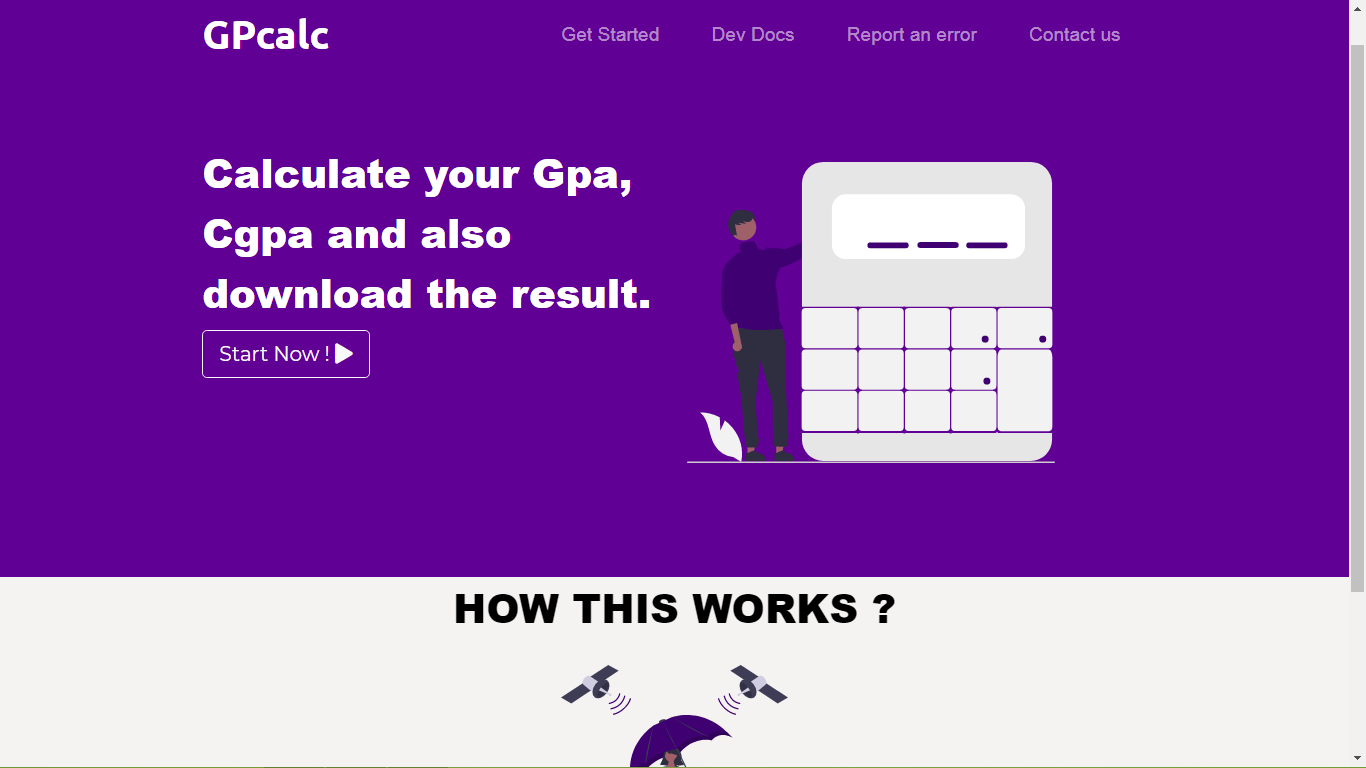 GPcalc
Get Started Dev Docs Report an error Contact us
Calculate your Gpa,
Cgpa and also
download the result.
Start Now !
HOW THIS WORKS ?